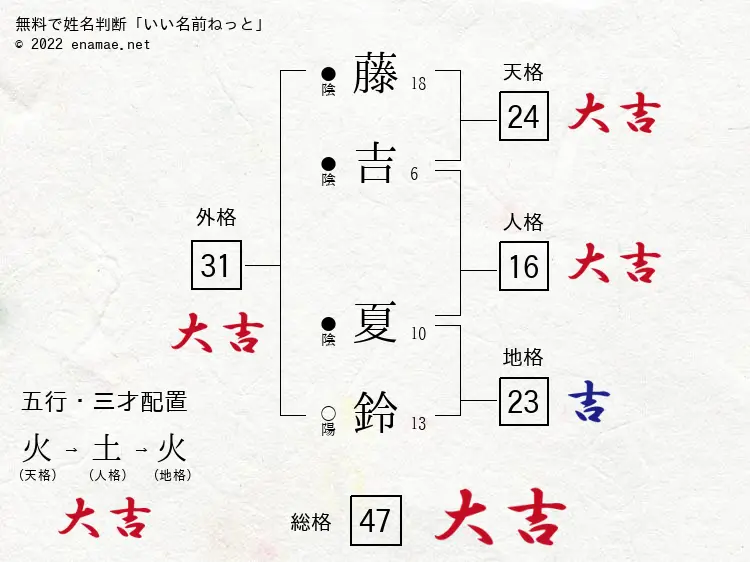 無料で姓名判断「いい名前ねっと」
© 2022 enamae.net
●陰 藤 18
天格
24 大吉
●陰 吉 6
外格
31
大吉
人格
16 大吉
●陰 夏 10
地格
23 吉
○陽 鈴 13
五行・三才配置
火 → 土 → 火
(天格) (人格) (地格)
大吉
総格 47 大吉